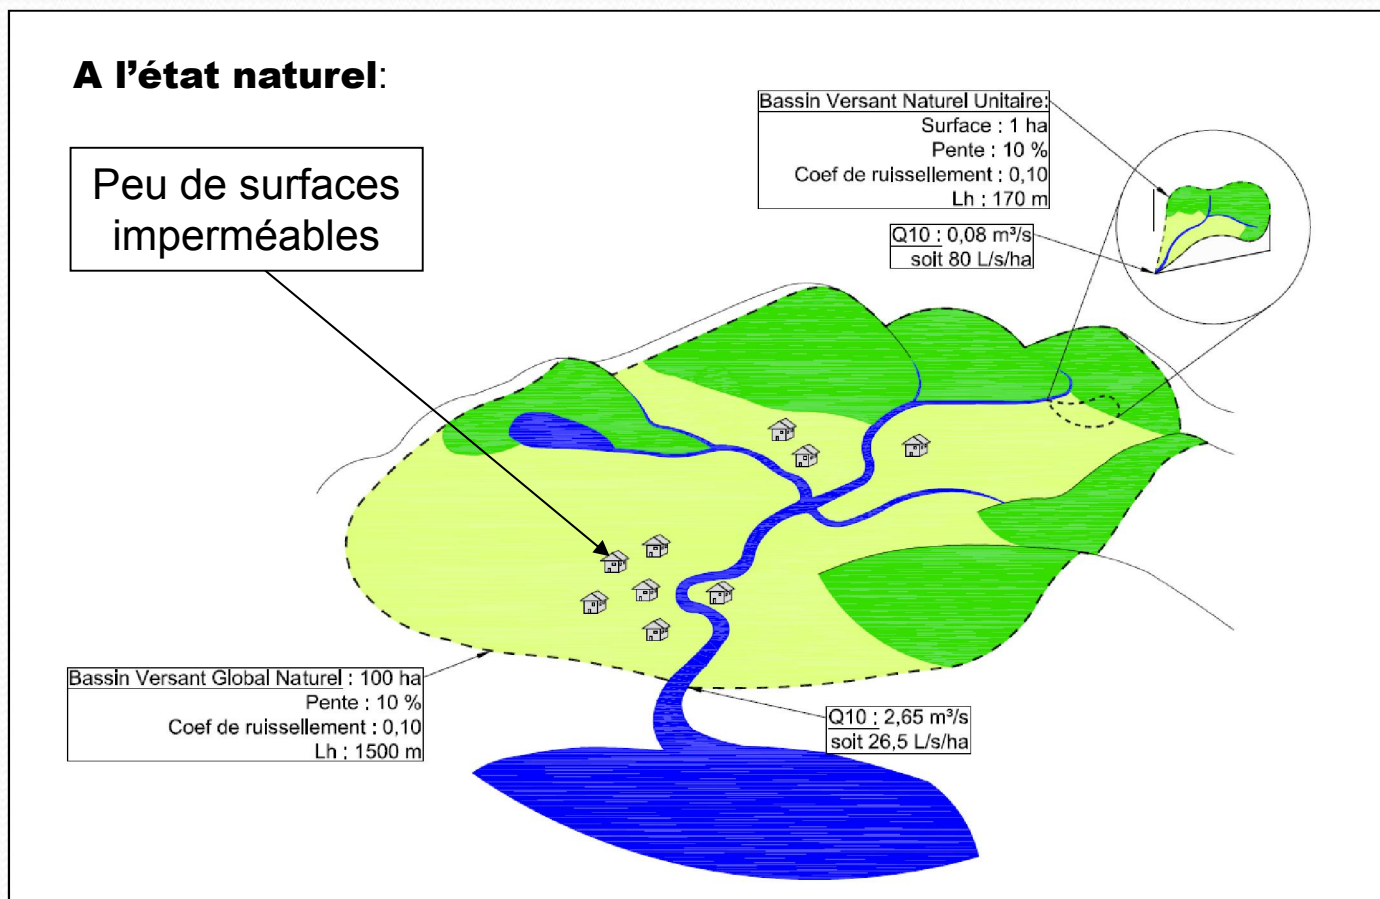 A l'état naturel:
Peu de surfaces
imperméables
Bassin Versant Naturel Unitaire:
Surface : 1 ha
Pente : 10 %
Coef de ruissellement : 0,10
Lh : 170 m
Q10 : 0,08 m³/s
soit 80 L/s/ha
Bassin Versant Global Naturel : 100 ha
Pente : 10 %
Coef de ruissellement : 0,10
Lh : 1500 m
Q10 : 2,65 m³/s
soit 26,5 L/s/ha